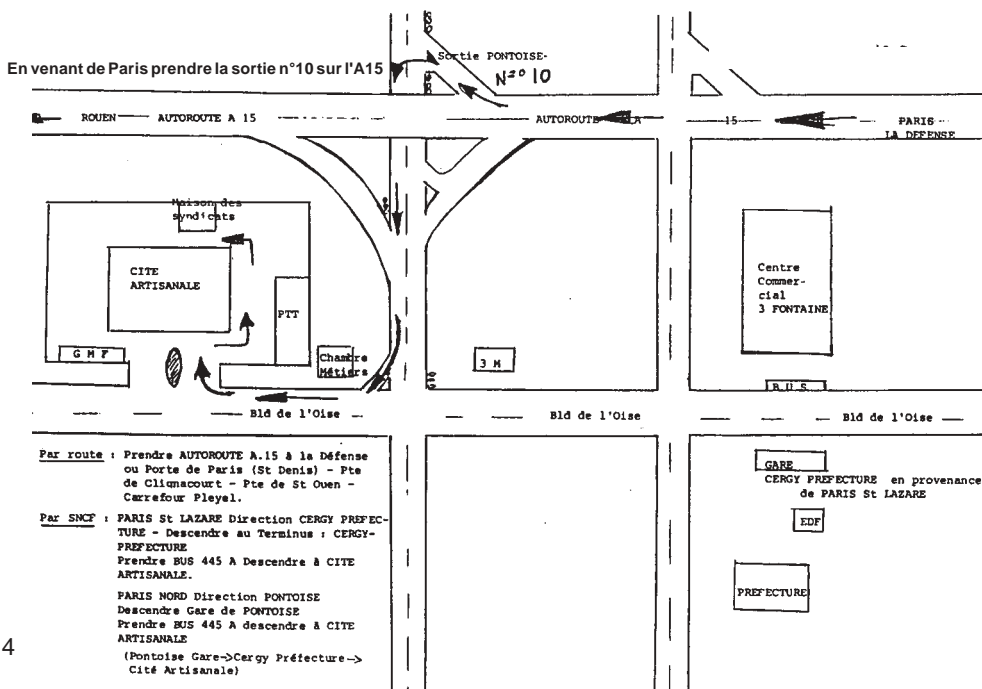 Sortie PONTOISE-
N°10
En venant de Paris prendre la sortie n°10 sur l'A15
ROUEN AUTOROUTE A 15
AUTOROUTE A 15
PARIS
LA DEFENSE
Maison des
syndicats
CITE
ARTISANALE
PTT
G M F
Chambre
Métiers
3 M
Centre
Commer-
cial
3 FONTAINE
B U S
Bld de l'Oise
Bld de l'Oise
Bld de l'Oise
Par route : Prendre AUTOROUTE A.15 à la Défense
ou Porte de Paris (St Denis) - Pte
de Clignacourt - Pte de St Ouen -
Carrefour Pleyel.
Par SNCF : PARIS St LAZARE Direction CERGY PREFEC-
TURE - Descendre au Terminus : CERGY-
PREFECTURE
Prendre BUS 445 A Descendre à CITE
ARTISANALE.
PARIS NORD Direction PONTOISE
Descendre Gare de PONTOISE
Prendre BUS 445 A descendre à CITE
ARTISANALE
(Pontoise Gare->Cergy Préfecture->
Cité Artisanale)
GARE
CERGY PREFECTURE en provenance
de PARIS St LAZARE
EDF
PREFECTURE
4